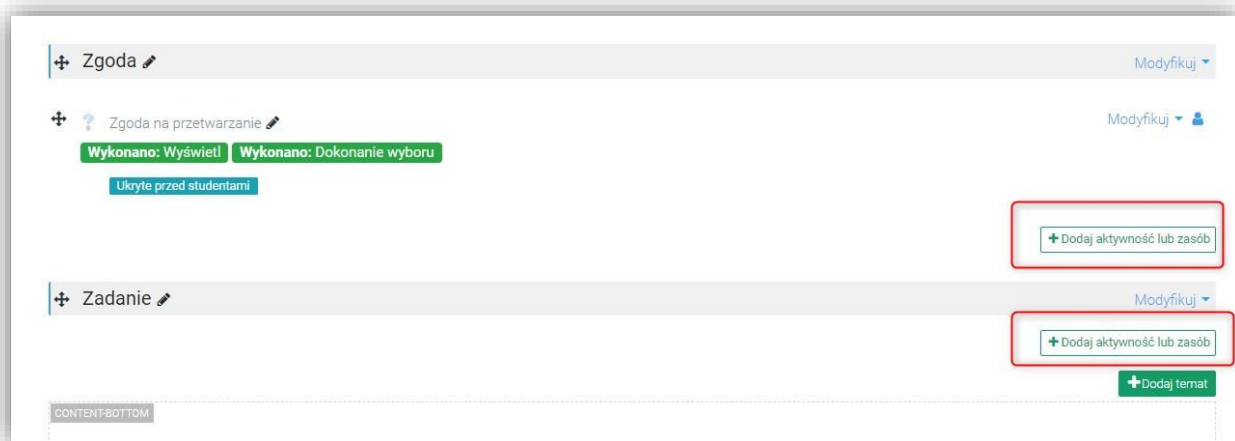 Zgoda Modyfikuj
Zgoda na przetwarzanie Modyfikuj
Wykonano: Wyświetl Wykonano: Dokonanie wyboru
Ukryte przed studentami
+ Dodaj aktywność lub zasób
Zadanie Modyfikuj
+ Dodaj aktywność lub zasób
+ Dodaj temat
CONTENT-BOTTOM